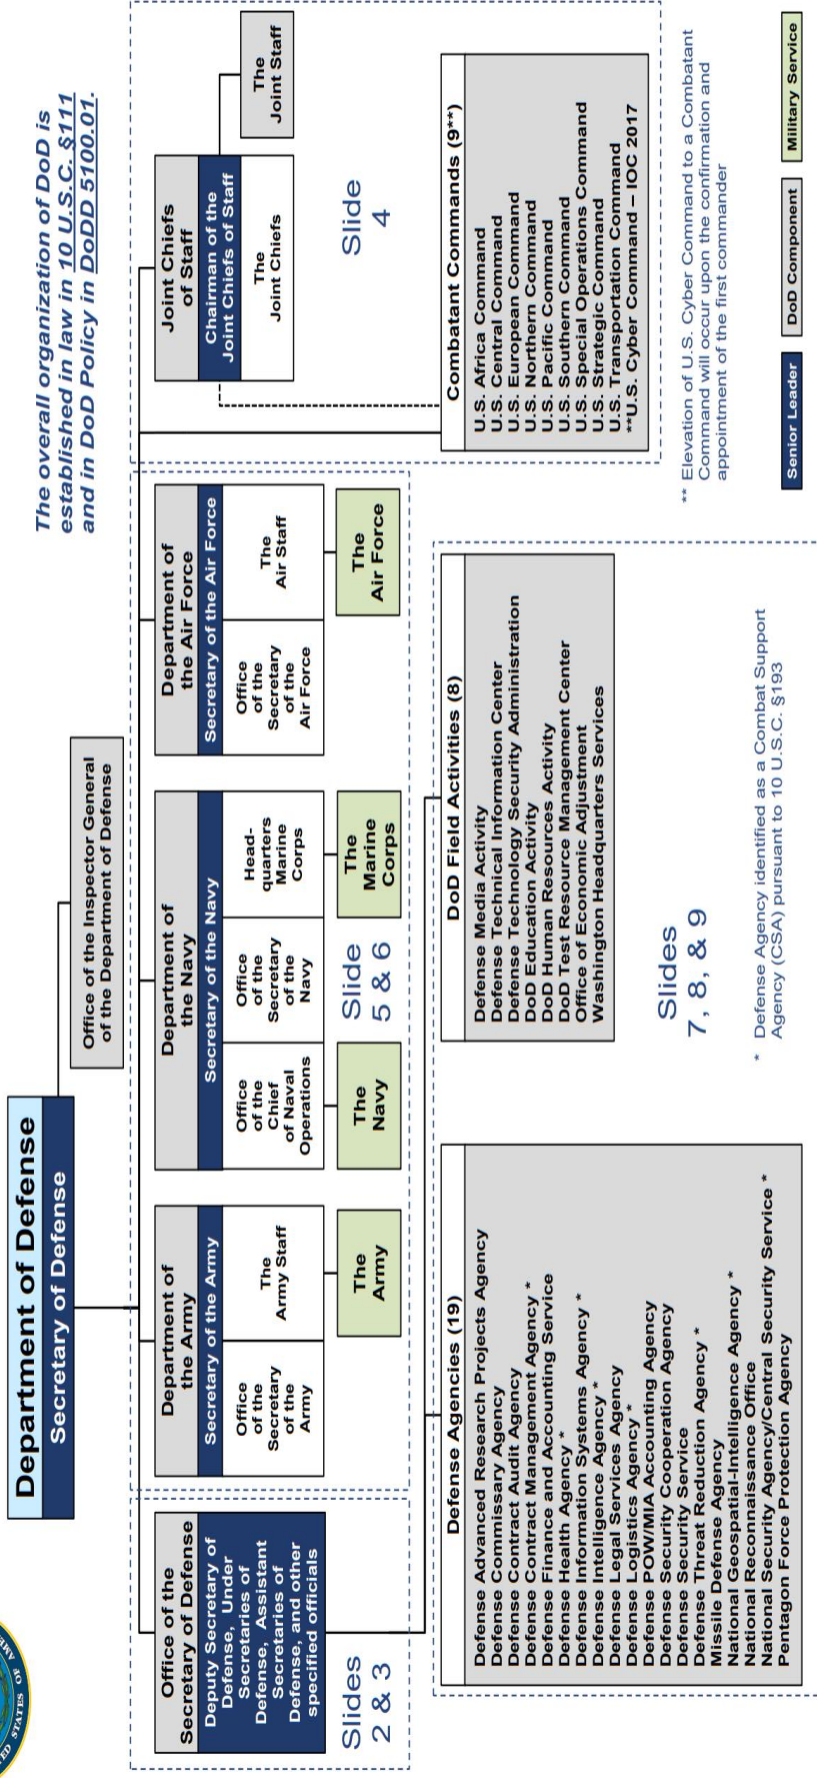 The overall organization of DoD is
established in law in 10 U.S.C. §111
and in DoD Policy in DoDD 5100.01.
Department of Defense
Secretary of Defense
Office of the Inspector General
of the Department of Defense
Office of the
Secretary of Defense
Deputy Secretary of
Defense, Under
Secretaries of
Defense, Assistant
Secretaries of
Defense, and other
specified officials
Slides
2 & 3
Department of
the Army
Secretary of the Army
Office
of the
Secretary
of the
Army
The
Army Staff
The
Army
Department of
the Navy
Secretary of the Navy
Office
of the
Chief
of Naval
Operations
Office
of the
Secretary
of the
Navy
Head-
quarters
Marine
Corps
The
Navy
Slide
5 & 6
The
Marine
Corps
Department of
the Air Force
Secretary of the Air Force
Office
of the
Secretary
of the
Air Force
The
Air Staff
The
Air Force
Joint Chiefs
of Staff
Chairman of the
Joint Chiefs of Staff
The
Joint Chiefs
The
Joint Staff
Slide
4
Defense Agencies (19)
Defense Advanced Research Projects Agency
Defense Commissary Agency
Defense Contract Audit Agency
Defense Contract Management Agency *
Defense Finance and Accounting Service
Defense Health Agency *
Defense Information Systems Agency *
Defense Intelligence Agency *
Defense Legal Services Agency
Defense Logistics Agency *
Defense POW/MIA Accounting Agency
Defense Security Cooperation Agency
Defense Security Service
Defense Threat Reduction Agency *
Missile Defense Agency
National Geospatial-Intelligence Agency *
National Reconnaissance Office
National Security Agency/Central Security Service *
Pentagon Force Protection Agency
DoD Field Activities (8)
Defense Media Activity
Defense Technical Information Center
Defense Technology Security Administration
DoD Education Activity
DoD Human Resources Activity
DoD Test Resource Management Center
Office of Economic Adjustment
Washington Headquarters Services
Slides
7, 8, & 9
* Defense Agency identified as a Combat Support
Agency (CSA) pursuant to 10 U.S.C. §193
Combatant Commands (9**)
U.S. Africa Command
U.S. Central Command
U.S. European Command
U.S. Northern Command
U.S. Pacific Command
U.S. Southern Command
U.S. Special Operations Command
U.S. Strategic Command
U.S. Transportation Command
**U.S. Cyber Command – IOC 2017
** Elevation of U.S. Cyber Command to a Combatant
Command will occur upon the confirmation and
appointment of the first commander
Senior Leader
DoD Component
Military Service
STATES OF